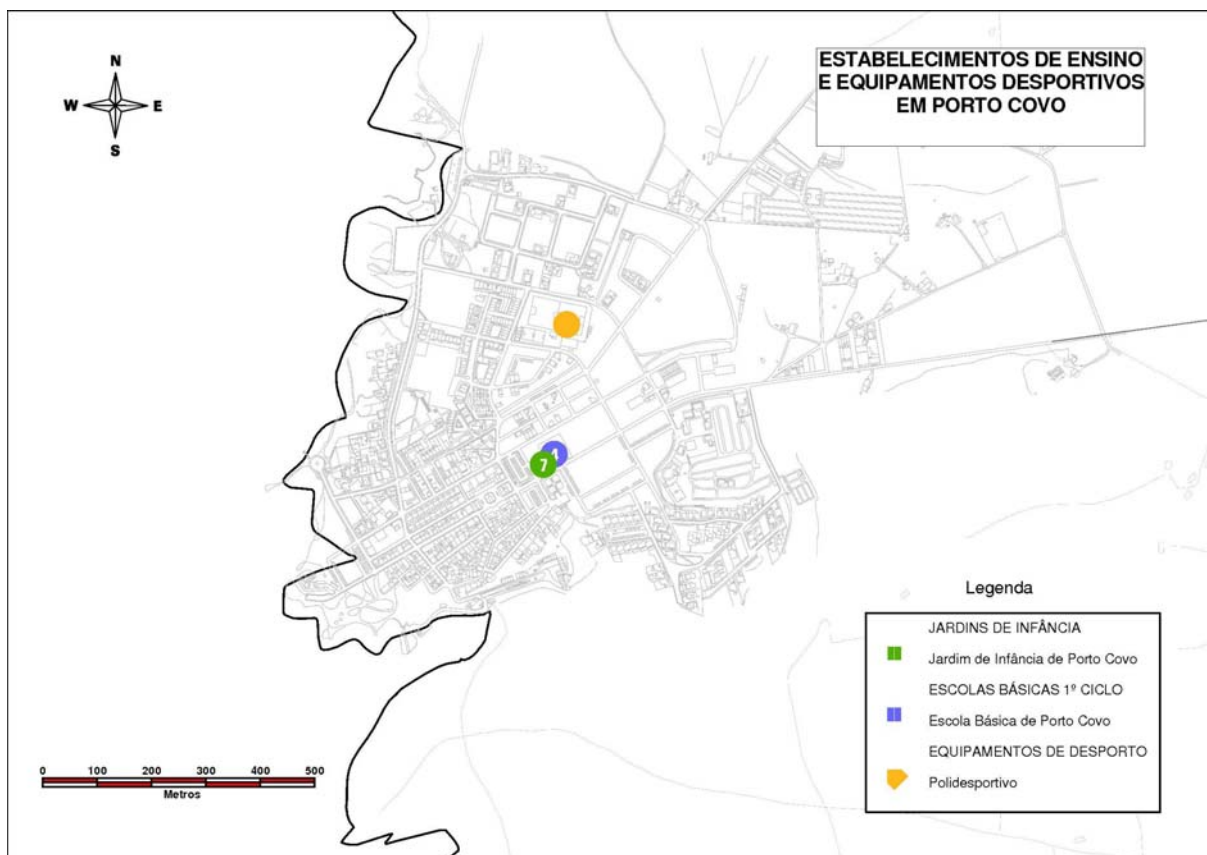 ESTABELECIMENTOS DE ENSINO
E EQUIPAMENTOS DESPORTIVOS
EM PORTO COVO
N
W
E
S
4
7
Legenda
JARDINS DE INFÂNCIA
Jardim de Infância de Porto Covo
ESCOLAS BÁSICAS 1º CICLO
Escola Básica de Porto Covo
EQUIPAMENTOS DE DESPORTO
Polidesportivo
0 100 200 300 400 500
Metros